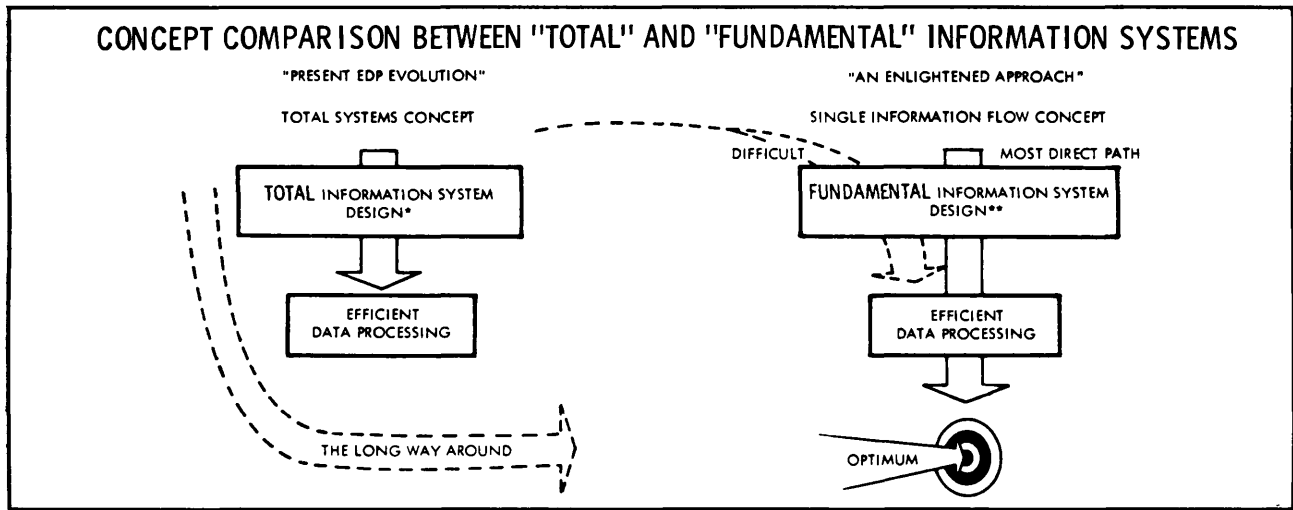 CONCEPT COMPARISON BETWEEN "TOTAL" AND "FUNDAMENTAL" INFORMATION SYSTEMS
"PRESENT EDP EVOLUTION"
TOTAL SYSTEMS CONCEPT
TOTAL INFORMATION SYSTEM
DESIGN*
EFFICIENT
DATA PROCESSING
THE LONG WAY AROUND
"AN ENLIGHTENED APPROACH"
SINGLE INFORMATION FLOW CONCEPT
DIFFICULT
MOST DIRECT PATH
FUNDAMENTAL INFORMATION SYSTEM
DESIGN**
EFFICIENT
DATA PROCESSING
OPTIMUM